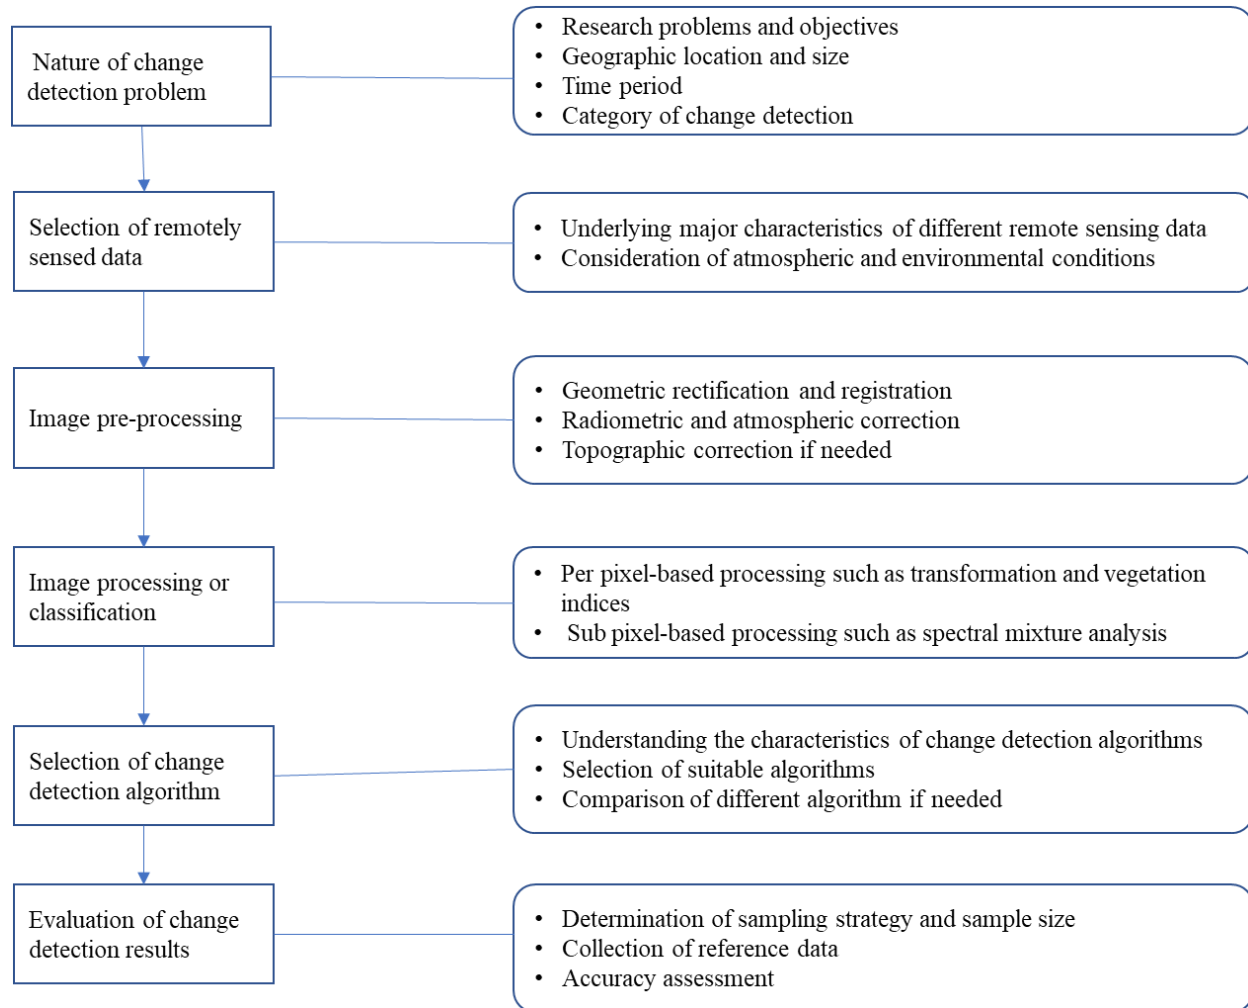 Nature of change
detection problem
• Research problems and objectives
• Geographic location and size
• Time period
• Category of change detection
Selection of remotely
sensed data
• Underlying major characteristics of different remote sensing data
• Consideration of atmospheric and environmental conditions
Image pre-processing
• Geometric rectification and registration
• Radiometric and atmospheric correction
• Topographic correction if needed
Image processing or
classification
• Per pixel-based processing such as transformation and vegetation
indices
• Sub pixel-based processing such as spectral mixture analysis
Selection of change
detection algorithm
• Understanding the characteristics of change detection algorithms
• Selection of suitable algorithms
• Comparison of different algorithm if needed
Evaluation of change
detection results
• Determination of sampling strategy and sample size
• Collection of reference data
• Accuracy assessment